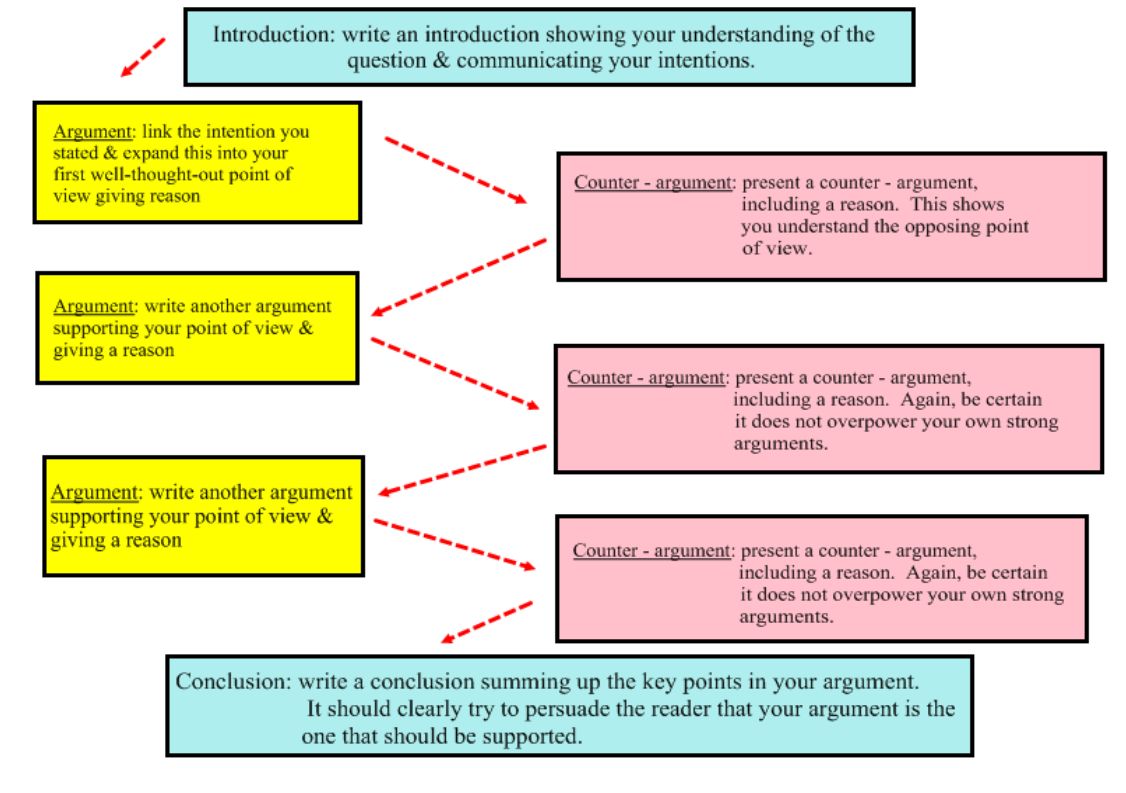 Introduction: write an introduction showing your understanding of the
question & communicating your intentions.
Argument: link the intention you
stated & expand this into your
first well-thought-out point of
view giving reason
Counter - argument: present a counter - argument,
including a reason. This shows
you understand the opposing point
of view.
Argument: write another argument
supporting your point of view &
giving a reason
Counter - argument: present a counter - argument,
including a reason. Again, be certain
it does not overpower your own strong
arguments.
Argument: write another argument
supporting your point of view &
giving a reason
Counter - argument: present a counter - argument,
including a reason. Again, be certain
it does not overpower your own strong
arguments.
Conclusion: write a conclusion summing up the key points in your argument.
It should clearly try to persuade the reader that your argument is the
one that should be supported.